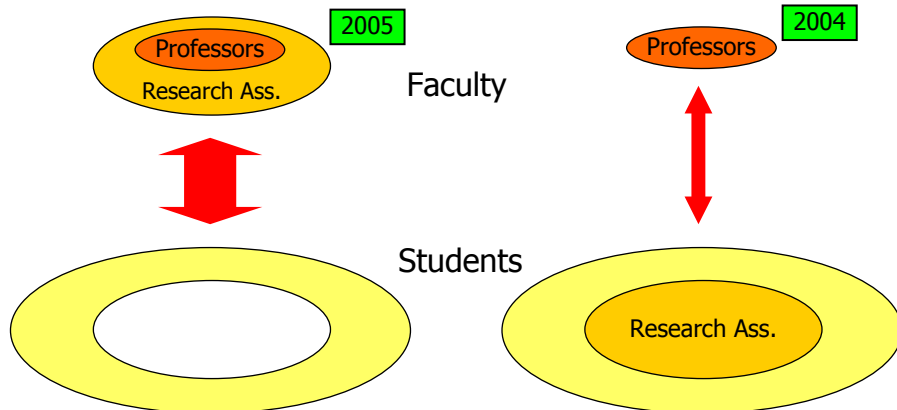 2005
Professors
Research Ass.
Faculty
2004
Professors
Students
Research Ass.